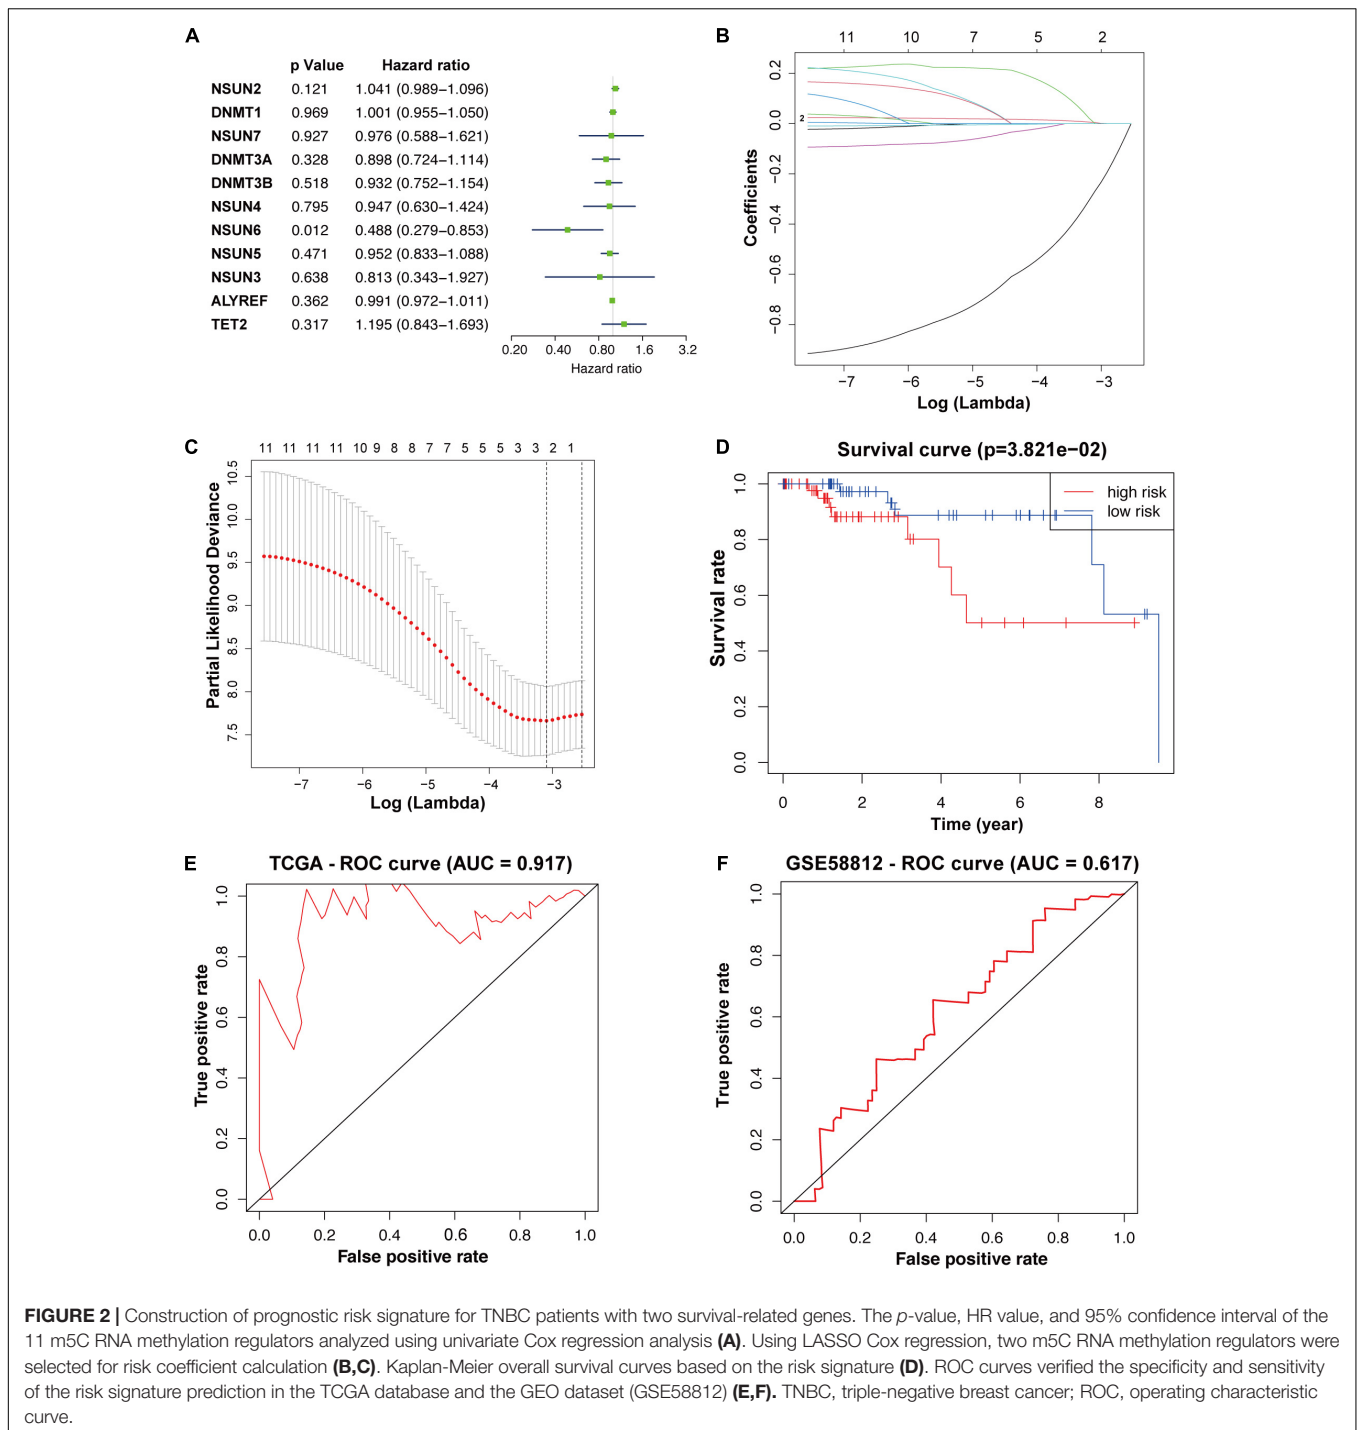 A
p Value Hazard ratio
NSUN2 0.121 1.041 (0.989–1.096)
DNMT1 0.969 1.001 (0.955–1.050)
NSUN7 0.927 0.976 (0.588–1.621)
DNMT3A 0.328 0.898 (0.724–1.114)
DNMT3B 0.518 0.932 (0.752–1.154)
NSUN4 0.795 0.947 (0.630–1.424)
NSUN6 0.012 0.488 (0.279–0.853)
NSUN5 0.471 0.952 (0.833–1.088)
NSUN3 0.638 0.813 (0.343–1.927)
ALYREF 0.362 0.991 (0.972–1.011)
TET2 0.317 1.195 (0.843–1.693)
0.20 0.40 0.80 1.6 3.2
Hazard ratio
B
11 10 7 5 2
0.2
0.0
−0.2
−0.4
−0.6
−0.8
2
Coefficients
−7 −6 −5 −4 −3
Log (Lambda)
C
11 11 11 11 10 9 8 8 7 7 5 5 5 3 3 2 1
10.5
10.0
9.5
9.0
8.5
8.0
7.5
Partial Likelihood Deviance
−7 −6 −5 −4 −3
Log (Lambda)
D
Survival curve (p=3.821e−02)
high risk
low risk
1.0
0.8
0.6
0.4
0.2
0.0
Survival rate
0 2 4 6 8
Time (year)
E
TCGA - ROC curve (AUC = 0.917)
1.0
0.8
0.6
0.4
0.2
0.0
True positive rate
0.0 0.2 0.4 0.6 0.8 1.0
False positive rate
F
GSE58812 - ROC curve (AUC = 0.617)
1.0
0.8
0.6
0.4
0.2
0.0
True positive rate
0.0 0.2 0.4 0.6 0.8 1.0
False positive rate
FIGURE 2 | Construction of prognostic risk signature for TNBC patients with two survival-related genes. The p-value, HR value, and 95% confidence interval of the
11 m5C RNA methylation regulators analyzed using univariate Cox regression analysis (A). Using LASSO Cox regression, two m5C RNA methylation regulators were
selected for risk coefficient calculation (B,C). Kaplan-Meier overall survival curves based on the risk signature (D). ROC curves verified the specificity and sensitivity
of the risk signature prediction in the TCGA database and the GEO dataset (GSE58812) (E,F). TNBC, triple-negative breast cancer; ROC, operating characteristic
curve.